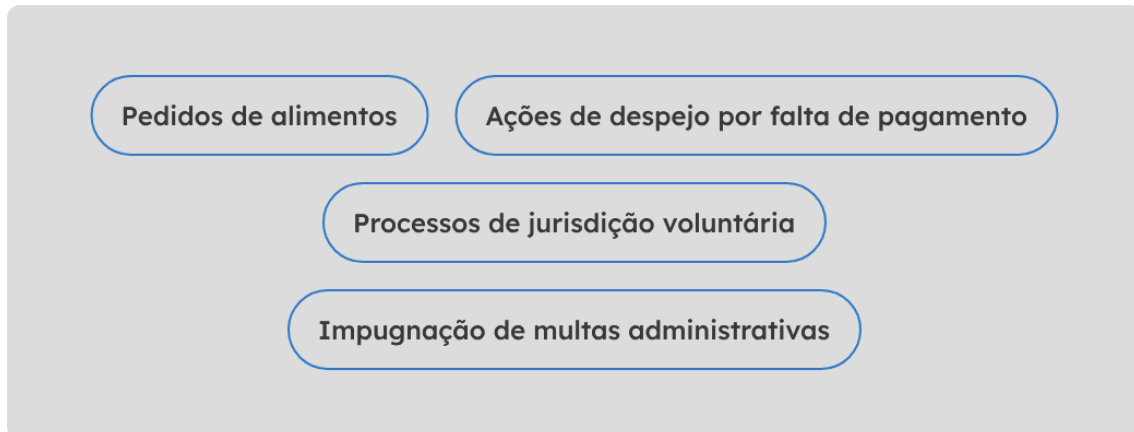 Pedidos de alimentos
Ações de despejo por falta de pagamento
Processos de jurisdição voluntária
Impugnação de multas administrativas